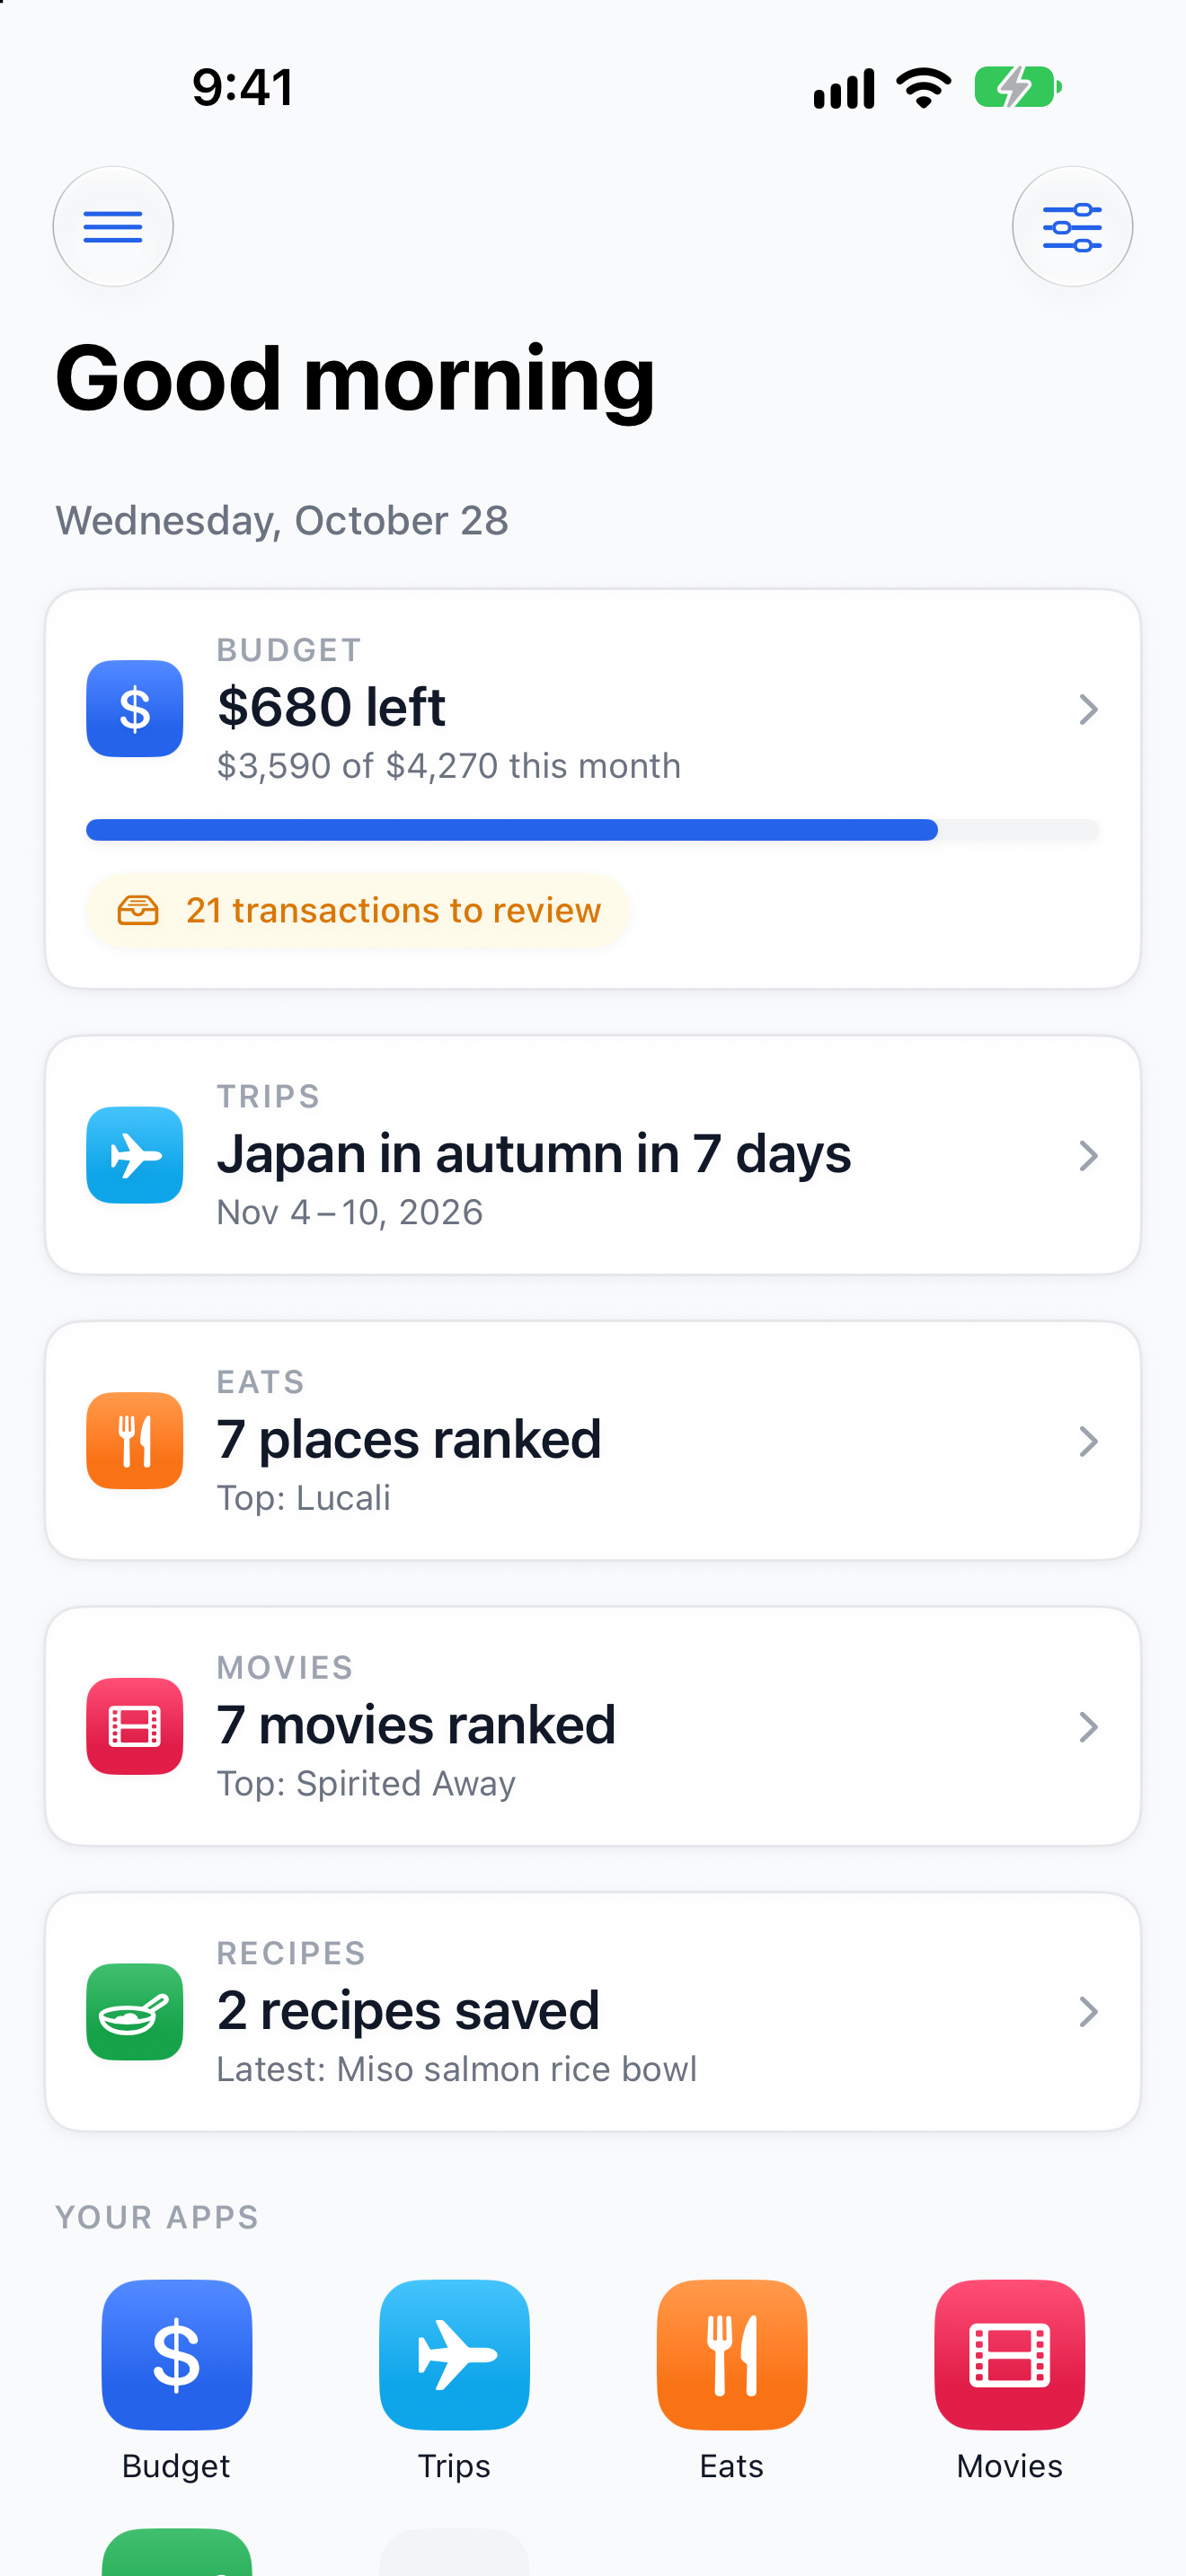 9:41
Good morning
Wednesday, October 28
BUDGET
$680 left
$3,590 of $4,270 this month
21 transactions to review
TRIPS
Japan in autumn in 7 days
Nov 4 – 10, 2026
EATS
7 places ranked
Top: Lucali
MOVIES
7 movies ranked
Top: Spirited Away
RECIPES
2 recipes saved
Latest: Miso salmon rice bowl
YOUR APPS
Budget Trips Eats Movies